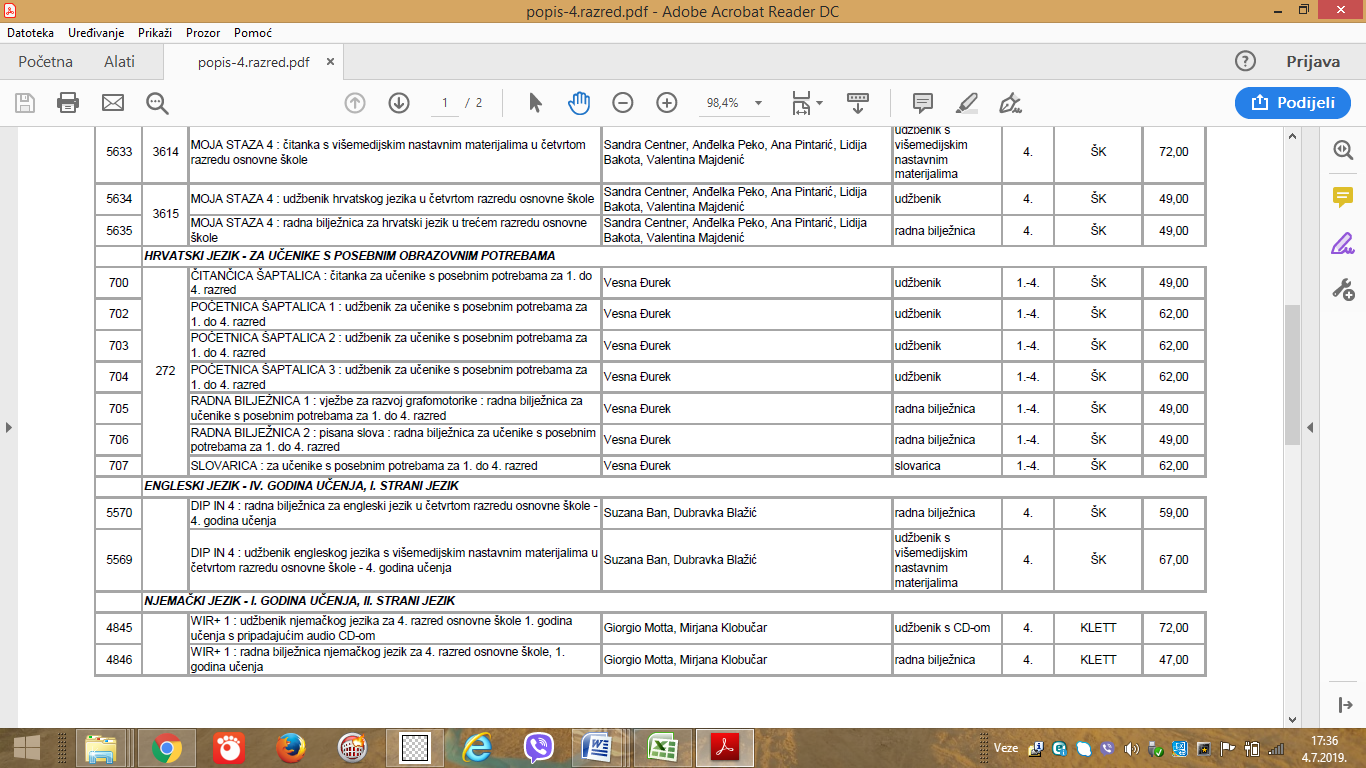 popis-4.razred.pdf - Adobe Acrobat Reader DC
Datoteka Uređivanje Prikaži Prozor Pomoć
Početna Alati popis-4.razred.pdf × Prijava
1 / 2 98,4% Podijeli
5633 3614 MOJA STAZA 4 : čitanka s višemedijskim nastavnim materijalima u četvrtom
razredu osnovne škole
Sandra Centner, Anđelka Peko, Ana Pintarić, Lidija
Bakota, Valentina Majdenić
udžbenik s
višemedijskim
nastavnim
materijalima
4. ŠK 72,00
5634 3615 MOJA STAZA 4 : udžbenik hrvatskog jezika u četvrtom razredu osnovne škole
Sandra Centner, Anđelka Peko, Ana Pintarić, Lidija
Bakota, Valentina Majdenić
udžbenik 4. ŠK 49,00
5635 MOJA STAZA 4 : radna bilježnica za hrvatski jezik u trećem razredu osnovne
škole
Sandra Centner, Anđelka Peko, Ana Pintarić, Lidija
Bakota, Valentina Majdenić
radna bilježnica 4. ŠK 49,00
HRVATSKI JEZIK - ZA UČENIKE S POSEBNIM OBRAZOVNIM POTREBAMA
700 ČITANČICA ŠAPTALICA : čitanka za učenike s posebnim potrebama za 1. do
4. razred
Vesna Đurek udžbenik 1.-4. ŠK 49,00
702 POČETNICA ŠAPTALICA 1 : udžbenik za učenike s posebnim potrebama za
1. do 4. razred
Vesna Đurek udžbenik 1.-4. ŠK 62,00
703 POČETNICA ŠAPTALICA 2 : udžbenik za učenike s posebnim potrebama za
1. do 4. razred
Vesna Đurek udžbenik 1.-4. ŠK 62,00
704 272 POČETNICA ŠAPTALICA 3 : udžbenik za učenike s posebnim potrebama za
1. do 4. razred
Vesna Đurek udžbenik 1.-4. ŠK 62,00
705 RADNA BILJEŽNICA 1 : vježbe za razvoj grafomotorike : radna bilježnica za
učenike s posebnim potrebama za 1. do 4. razred
Vesna Đurek radna bilježnica 1.-4. ŠK 49,00
706 RADNA BILJEŽNICA 2 : pisana slova : radna bilježnica za učenike s posebnim
potrebama za 1. do 4. razred
Vesna Đurek radna bilježnica 1.-4. ŠK 49,00
707 SLOVARICA : za učenike s posebnim potrebama za 1. do 4. razred Vesna Đurek slovarica 1.-4. ŠK 62,00
ENGLESKI JEZIK - IV. GODINA UČENJA, I. STRANI JEZIK
5570 DIP IN 4 : radna bilježnica za engleski jezik u četvrtom razredu osnovne škole -
4. godina učenja
Suzana Ban, Dubravka Blažić radna bilježnica 4. ŠK 59,00
5569 DIP IN 4 : udžbenik engleskog jezika s višemedijskim nastavnim materijalima u
četvrtom razredu osnovne škole - 4. godina učenja
Suzana Ban, Dubravka Blažić
udžbenik s
višemedijskim
nastavnim
materijalima
4. ŠK 67,00
NJEMAČKI JEZIK - I. GODINA UČENJA, II. STRANI JEZIK
4845 WIR+ 1 : udžbenik njemačkog jezika za 4. razred osnovne škole 1. godina
učenja s pripadajućim audio CD-om
Giorgio Motta, Mirjana Klobučar udžbenik s CD-om 4. KLETT 72,00
4846 WIR+ 1 : radna bilježnica njemačkog jezik za 4. razred osnovne škole, 1.
godina učenja
Giorgio Motta, Mirjana Klobučar radna bilježnica 4. KLETT 47,00
Veze
17:36
4.7.2019.